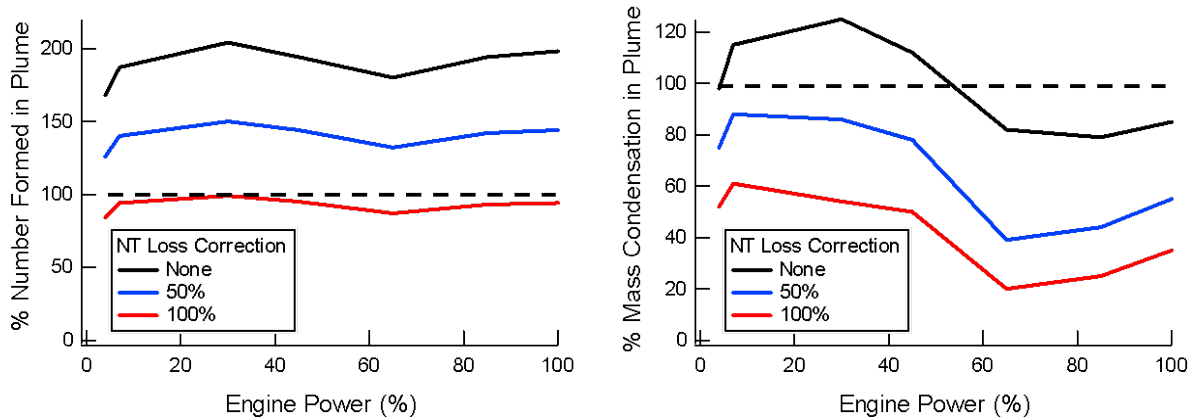 % Number Formed in Plume
200
150
100
50
0
NT Loss Correction
None
50%
100%
0 20 40 60 80 100
Engine Power (%)
% Mass Condensation in Plume
120
100
80
60
40
20
0
NT Loss Correction
None
50%
100%
0 20 40 60 80 100
Engine Power (%)